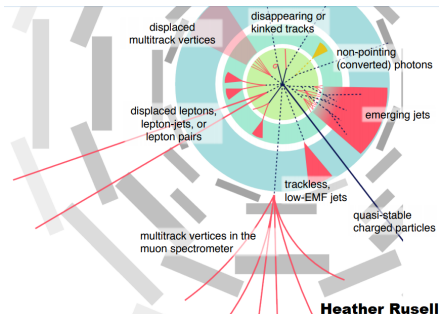 disappearing or
kinked tracks
displaced
multitrack vertices
non-pointing
(converted) photons
displaced leptons,
lepton-jets, or
lepton pairs
emerging jets
trackless,
low-EMF jets
quasi-stable
charged particles
multitrack vertices in the
muon spectrometer
Heather Rusell